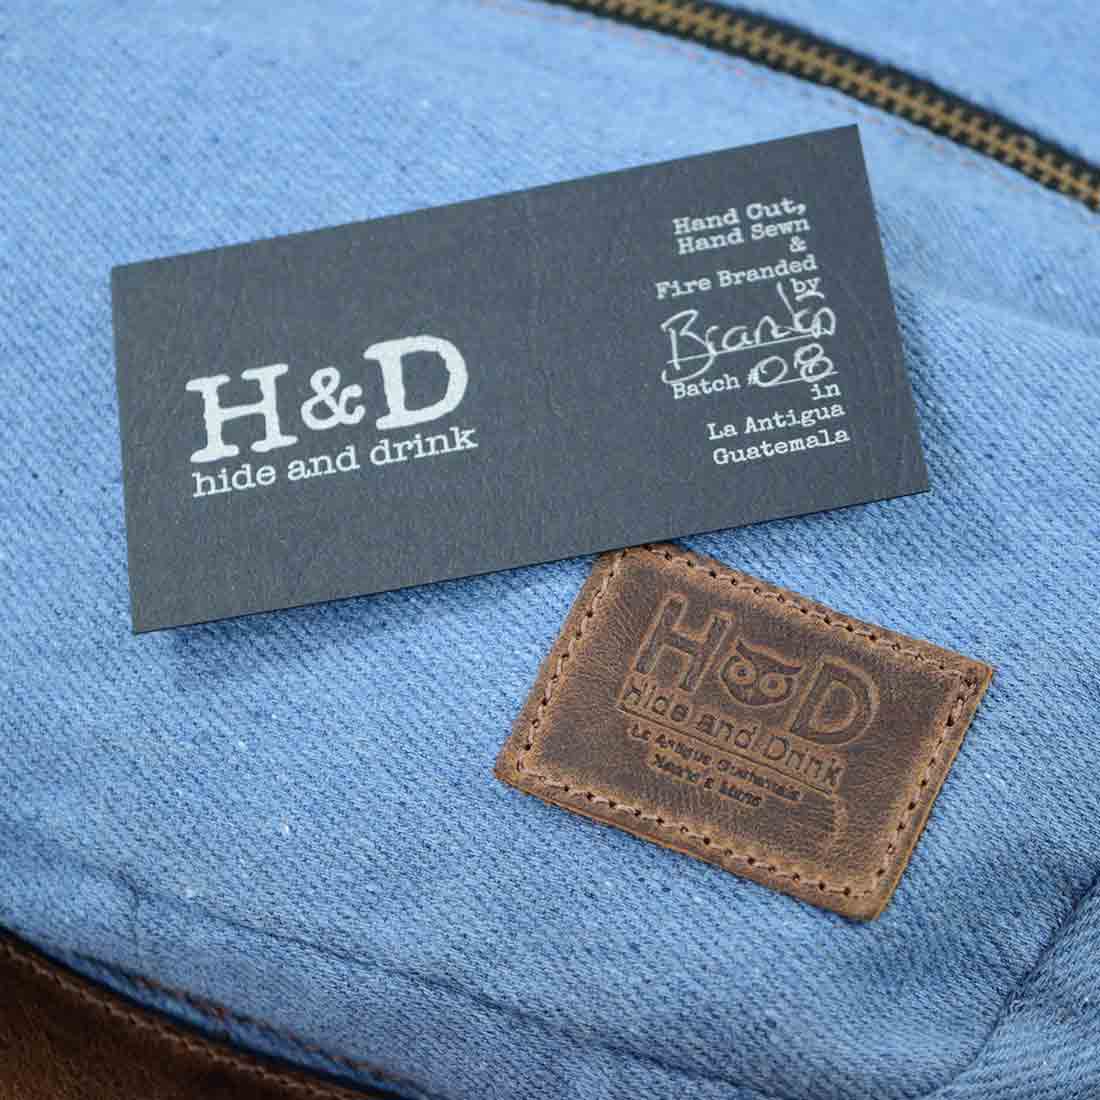 H&D
hide and drink
Hand Cut,
Hand Sewn
&
Fire Branded
by
Batch #08
in
La Antigua
Guatemala
H D
Hide and Drink
La Antigua Guatemala